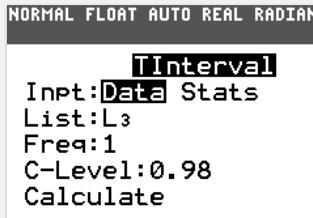 NORMAL FLOAT AUTO REAL RADIAN
TInterval
Inpt:Data Stats
List:L₃
Freq:1
C-Level:0.98
Calculate